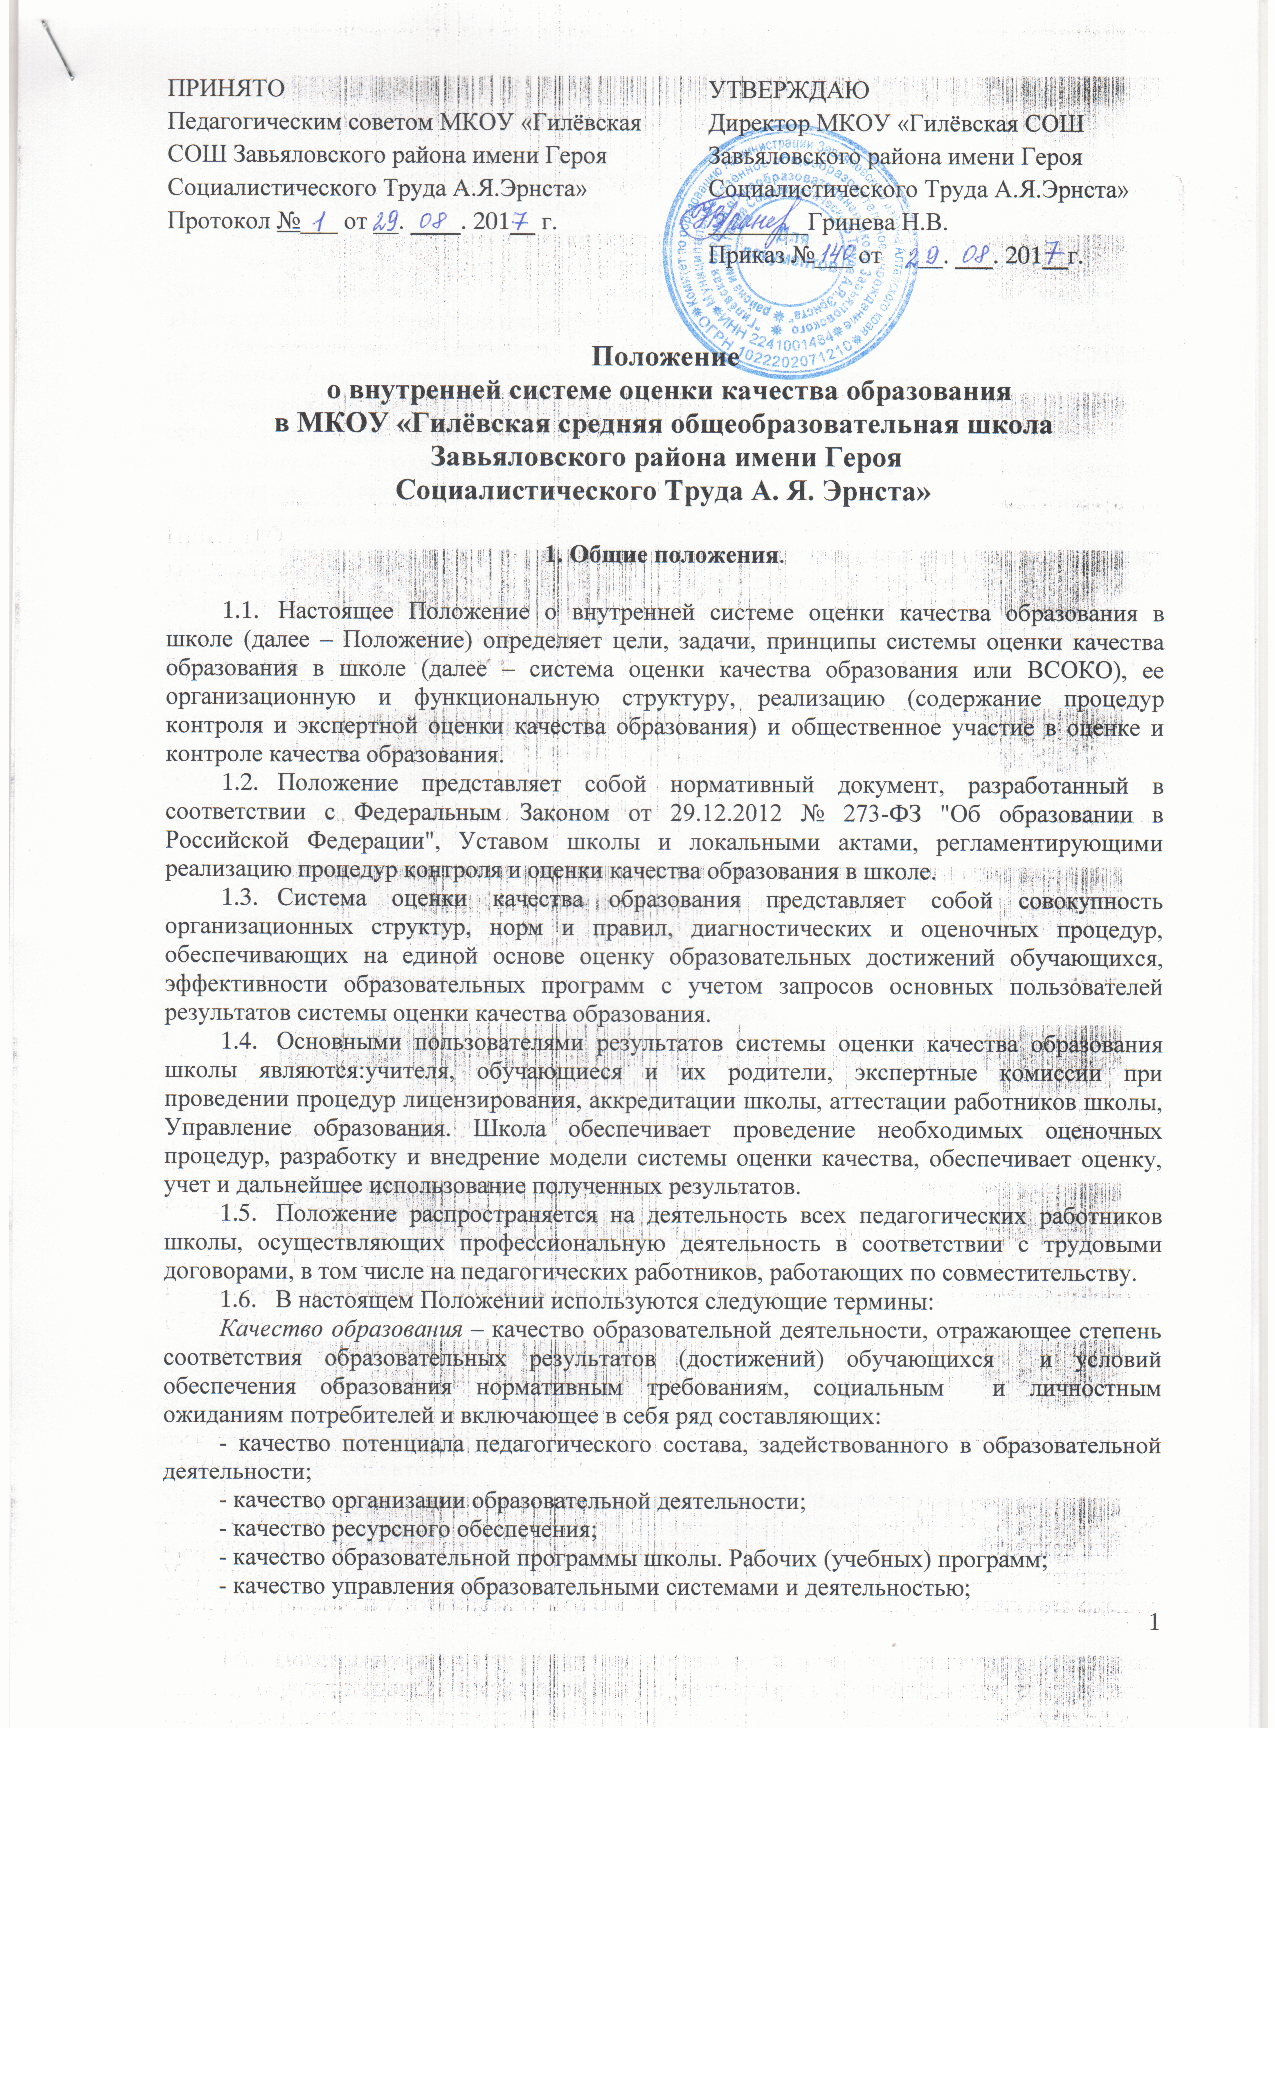 ПРИНЯТО
Педагогическим советом МКОУ «Гилёвская
СОШ Завьяловского района имени Героя
Социалистического Труда А.Я.Эрнста»
Протокол № 1 от 29. 08. 2017 г.
УТВЕРЖДАЮ
Директор МКОУ «Гилёвская СОШ
Завьяловского района имени Героя
Социалистического Труда А.Я.Эрнста»
Гринева Н.В.
Приказ № 140 от 29. 08. 2017 г.
ОГРН 1022202071210
ИНН 2241001464
Для
документов
Положение
о внутренней системе оценки качества образования
в МКОУ «Гилёвская средняя общеобразовательная школа
Завьяловского района имени Героя
Социалистического Труда А. Я. Эрнста»
1. Общие положения.
1.1. Настоящее Положение о внутренней системе оценки качества образования в
школе (далее – Положение) определяет цели, задачи, принципы системы оценки качества
образования в школе (далее – система оценки качества образования или ВСОКО), ее
организационную и функциональную структуру, реализацию (содержание процедур
контроля и экспертной оценки качества образования) и общественное участие в оценке и
контроле качества образования.
1.2. Положение представляет собой нормативный документ, разработанный в
соответствии с Федеральным Законом от 29.12.2012 № 273-ФЗ "Об образовании в
Российской Федерации", Уставом школы и локальными актами, регламентирующими
реализацию процедур контроля и оценки качества образования в школе.
1.3. Система оценки качества образования представляет собой совокупность
организационных структур, норм и правил, диагностических и оценочных процедур,
обеспечивающих на единой основе оценку образовательных достижений обучающихся,
эффективности образовательных программ с учетом запросов основных пользователей
результатов системы оценки качества образования.
1.4. Основными пользователями результатов системы оценки качества образования
школы являются:учителя, обучающиеся и их родители, экспертные комиссии при
проведении процедур лицензирования, аккредитации школы, аттестации работников школы,
Управление образования. Школа обеспечивает проведение необходимых оценочных
процедур, разработку и внедрение модели системы оценки качества, обеспечивает оценку,
учет и дальнейшее использование полученных результатов.
1.5. Положение распространяется на деятельность всех педагогических работников
школы, осуществляющих профессиональную деятельность в соответствии с трудовыми
договорами, в том числе на педагогических работников, работающих по совместительству.
1.6. В настоящем Положении используются следующие термины:
Качество образования – качество образовательной деятельности, отражающее степень
соответствия образовательных результатов (достижений) обучающихся и условий
обеспечения образования нормативным требованиям, социальным и личностным
ожиданиям потребителей и включающее в себя ряд составляющих:
- качество потенциала педагогического состава, задействованного в образовательной
деятельности;
- качество организации образовательной деятельности;
- качество ресурсного обеспечения;
- качество образовательной программы школы. Рабочих (учебных) программ;
- качество управления образовательными системами и деятельностью;
1